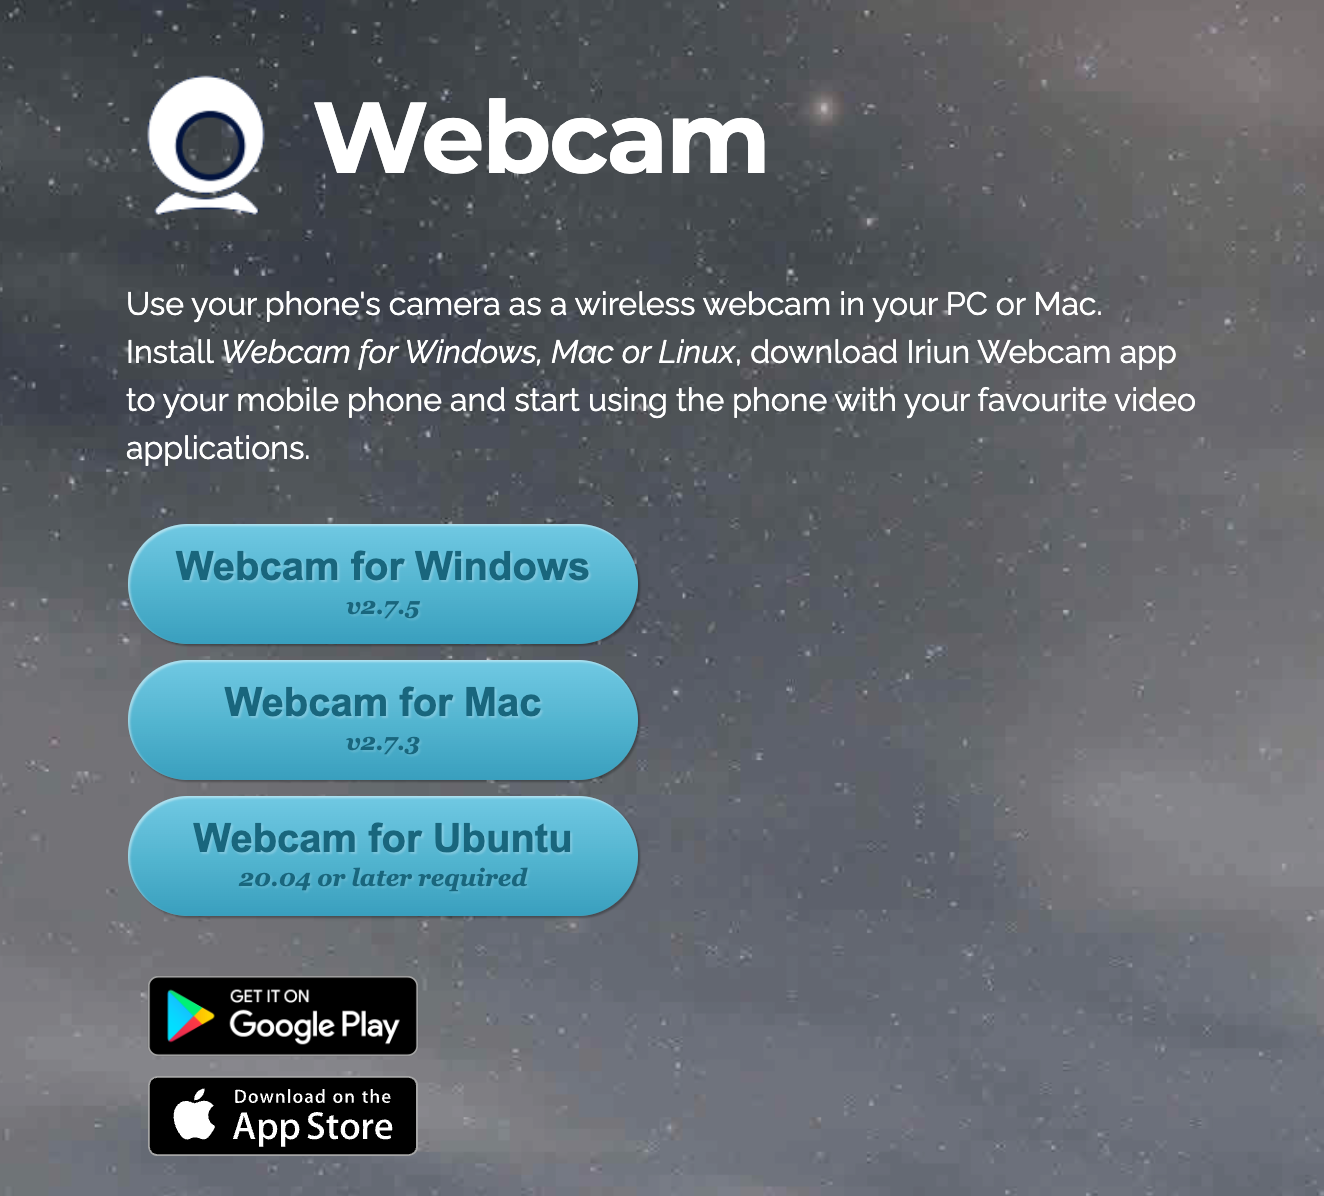 Webcam
Use your phone's camera as a wireless webcam in your PC or Mac.
Install Webcam for Windows, Mac or Linux, download Iriun Webcam app
to your mobile phone and start using the phone with your favourite video
applications.
Webcam for Windows
v2.7.5
Webcam for Mac
v2.7.3
Webcam for Ubuntu
20.04 or later required
GET IT ON
Google Play
Download on the
App Store